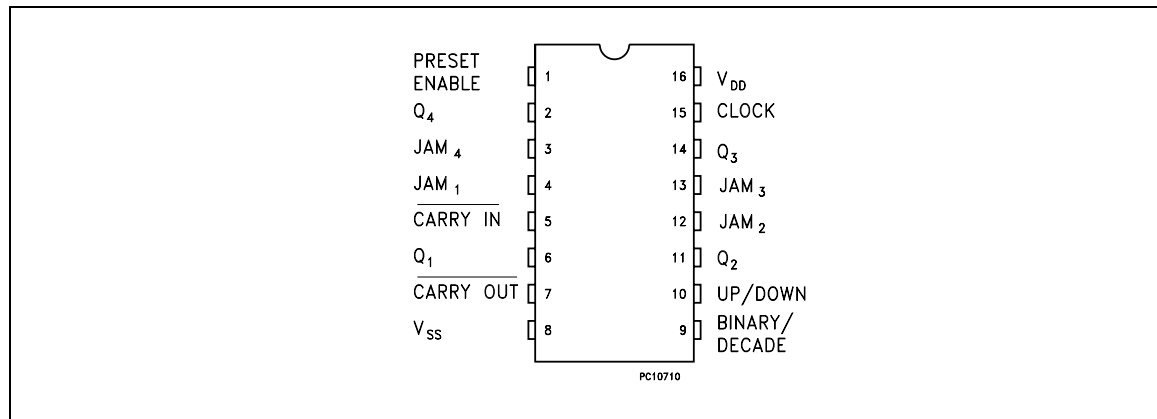 PRESET
ENABLE 1 16 V_DD
Q_4 2 15 CLOCK
JAM_4 3 14 Q_3
JAM_1 4 13 JAM_3
CARRY IN 5 12 JAM_2
Q_1 6 11 Q_2
CARRY OUT 7 10 UP/DOWN
V_SS 8 9 BINARY/
DECADE
PC10710